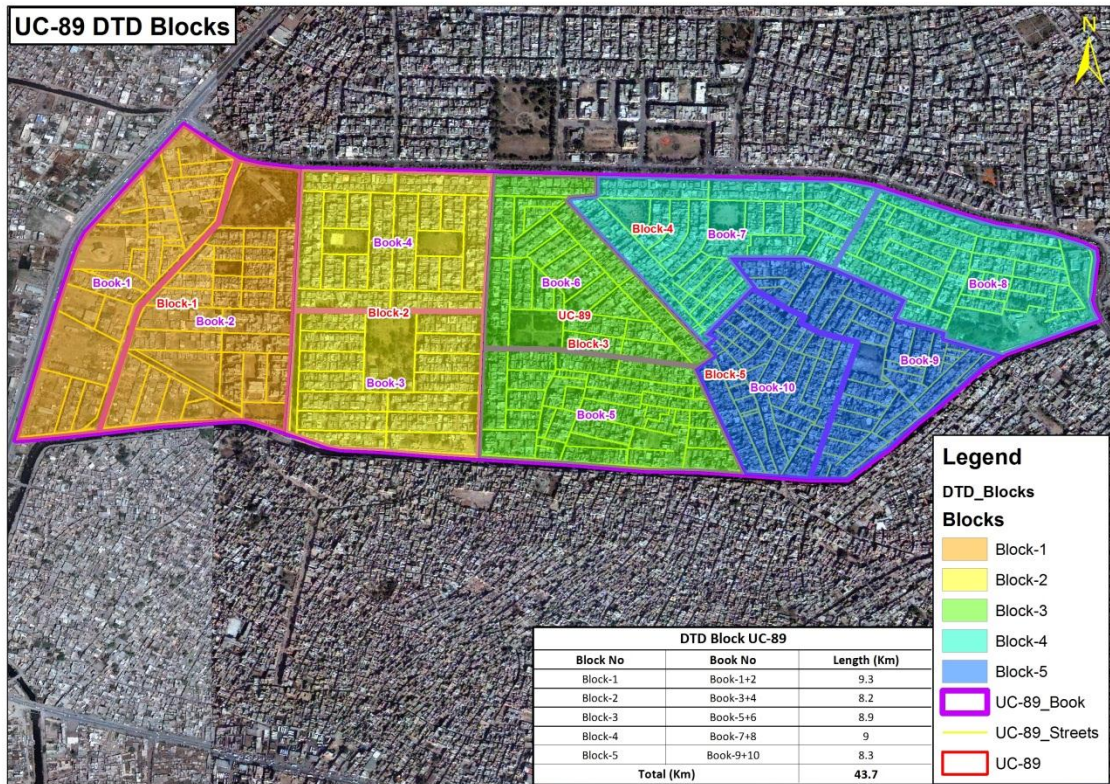 UC-89 DTD Blocks
N
Book-4
Block-4
Book-7
Book-1
Block-1
Book-2
Book-6
Book-8
Block-2
UC-89
Block-3
Book-9
Block-5
Book-3
Book-10
Book-5
Legend
DTD_Blocks
Blocks
Block-1
Block-2
Block-3
Block-4
Block-5
UC-89_Book
UC-89_Streets
UC-89
DTD Block UC-89
Block No Book No Length (Km)
Block-1 Book-1+2 9.3
Block-2 Book-3+4 8.2
Block-3 Book-5+6 8.9
Block-4 Book-7+8 9
Block-5 Book-9+10 8.3
Total (Km) 43.7